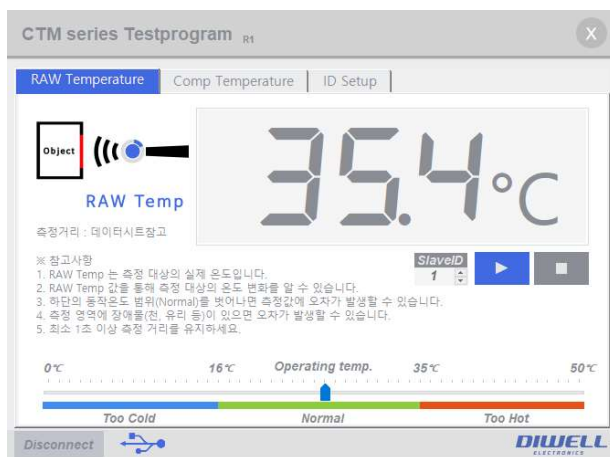 CTM series Testprogram R1
X
RAW Temperature
Comp Temperature
ID Setup
Object
35.4°C
RAW Temp
측정거리 : 데이터시트참고
※ 참고사항
1. RAW Temp 는 측정 대상의 실제 온도입니다.
2. RAW Temp 값을 통해 측정 대상의 온도 변화를 알 수 있습니다.
3. 하단의 동작온도 범위(Normal)를 벗어나면 측정값에 오차가 발생할 수 있습니다.
4. 측정 영역에 장애물(천, 유리 등)이 있으면 오차가 발생할 수 있습니다.
5. 최소 1초 이상 측정 거리를 유지하세요.
SlaveID
1
0℃ 16℃ Operating temp. 35℃ 50℃
Too Cold Normal Too Hot
Disconnect
DIWELL
ELECTRONICS